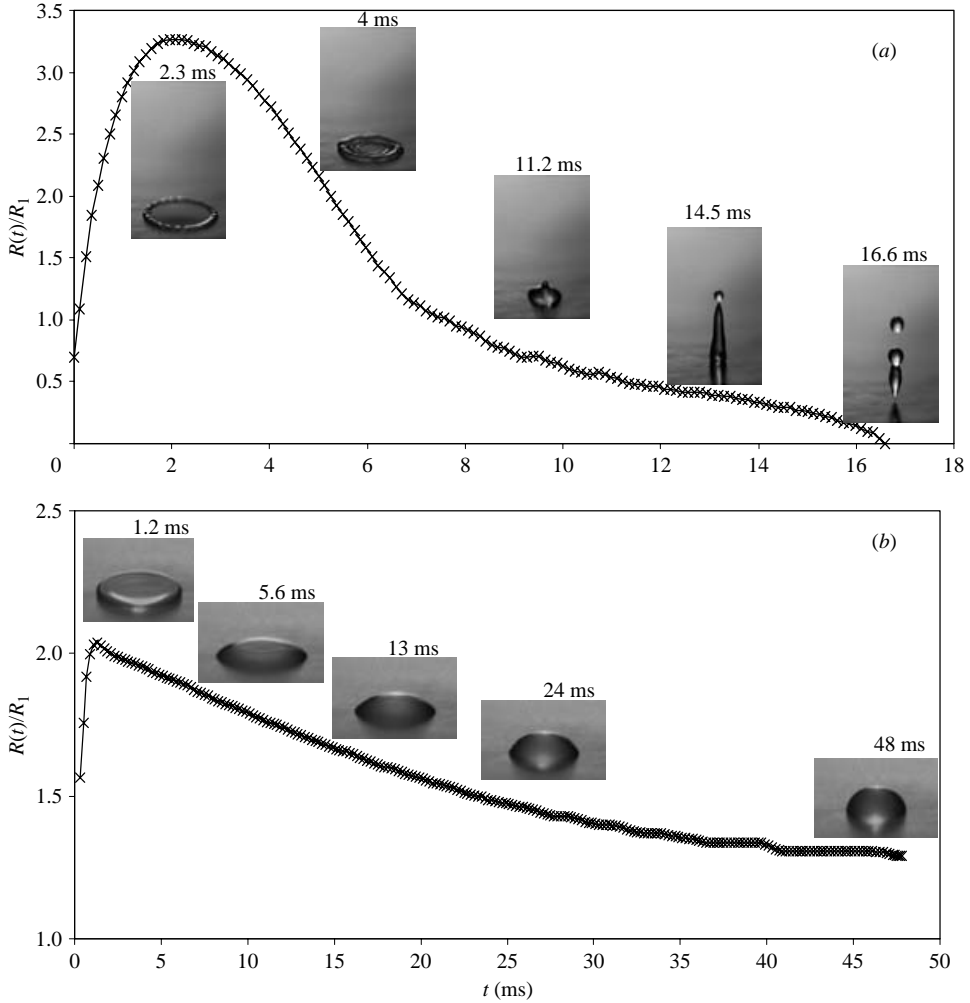 3.5
4 ms
(a)
3.0
2.3 ms
2.5
11.2 ms
2.0
14.5 ms
R(t)/R1
16.6 ms
1.5
1.0
0.5
0 2 4 6 8 10 12 14 16 18
2.5
1.2 ms
(b)
5.6 ms
2.0
13 ms
24 ms
R(t)/R1
48 ms
1.5
1.0
0 5 10 15 20 25 30 35 40 45 50
t (ms)